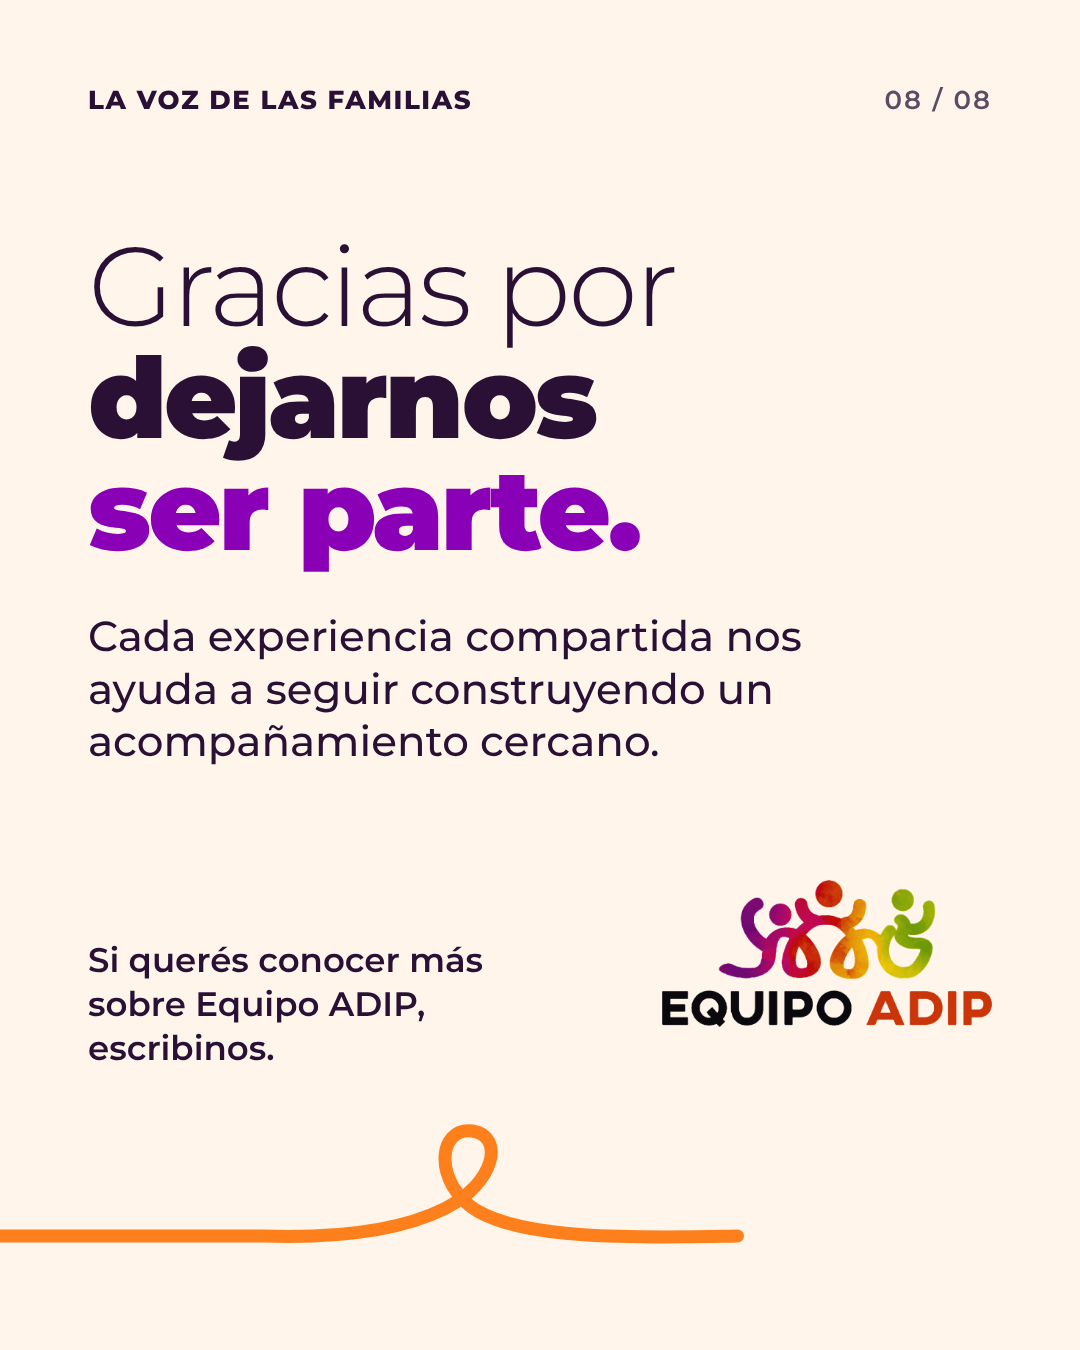 LA VOZ DE LAS FAMILIAS
08 / 08
Gracias por
dejarnos
ser parte.
Cada experiencia compartida nos
ayuda a seguir construyendo un
acompañamiento cercano.
Si querés conocer más
sobre Equipo ADIP,
escribinos.
EQUIPO ADIP